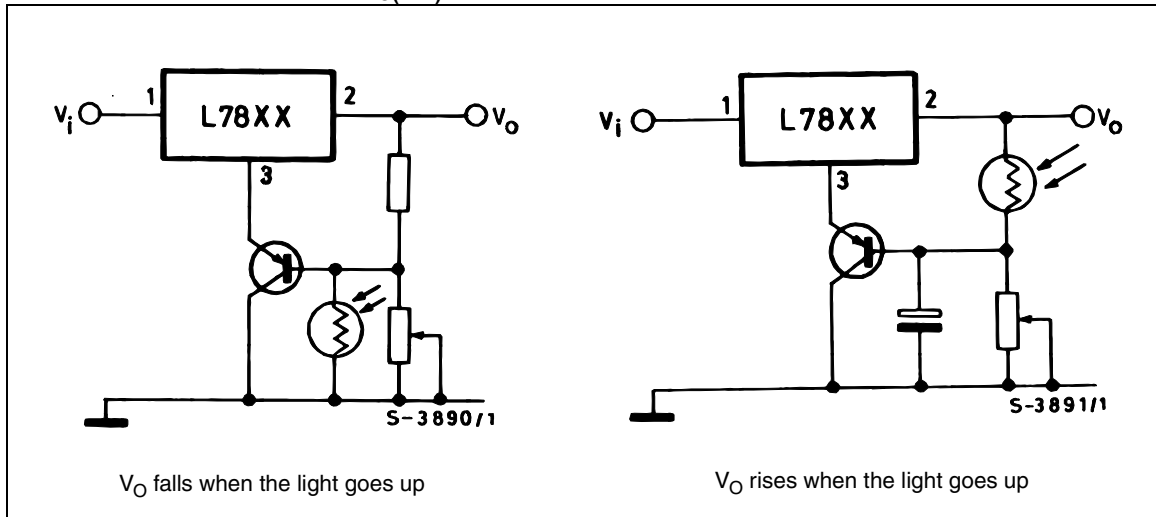 1
L78XX
2
Vi
VO
3
S-3890/1
VO falls when the light goes up
1
L78XX
2
Vi
VO
3
S-3891/1
VO rises when the light goes up